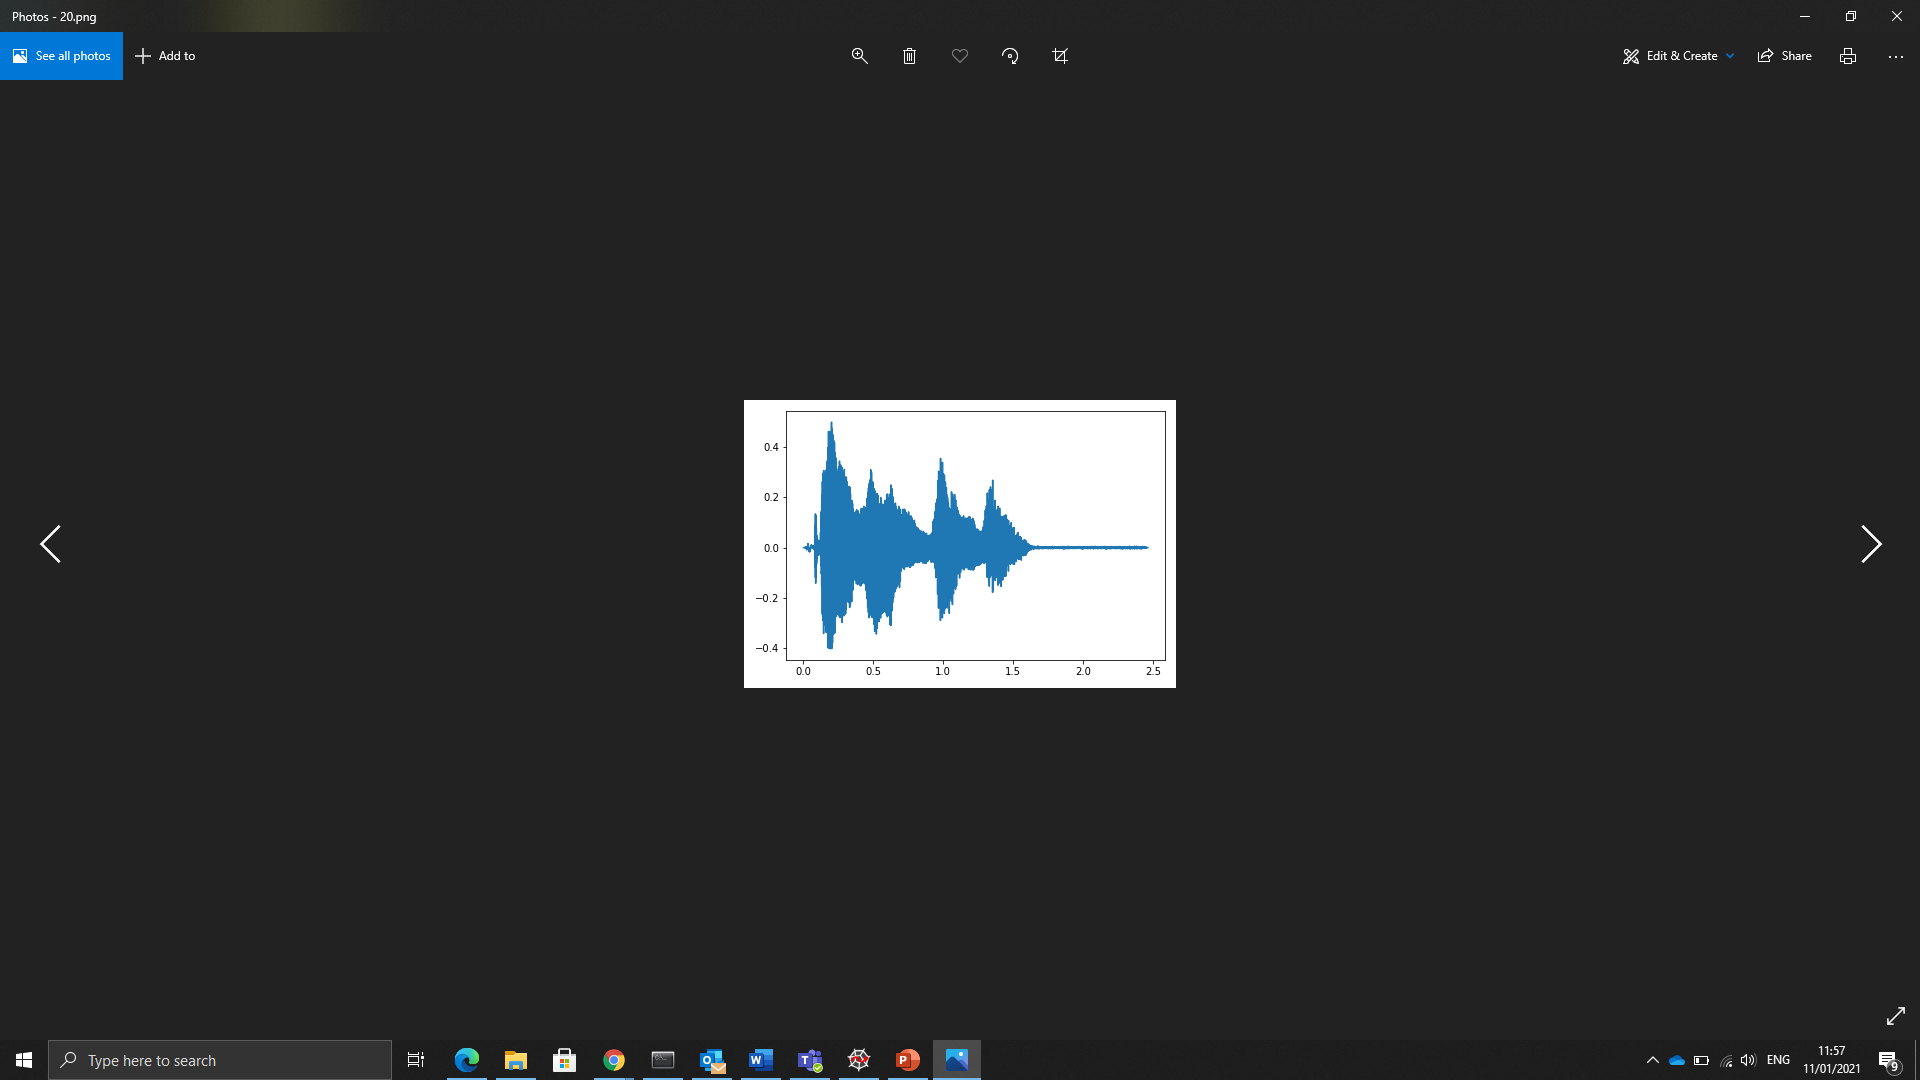 Photos - 20.png
See all photos
Add to
Edit & Create
Share
0.4
0.2
0.0
−0.2
−0.4
0.0 0.5 1.0 1.5 2.0 2.5
Type here to search
ENG
11:57
11/01/2021
9